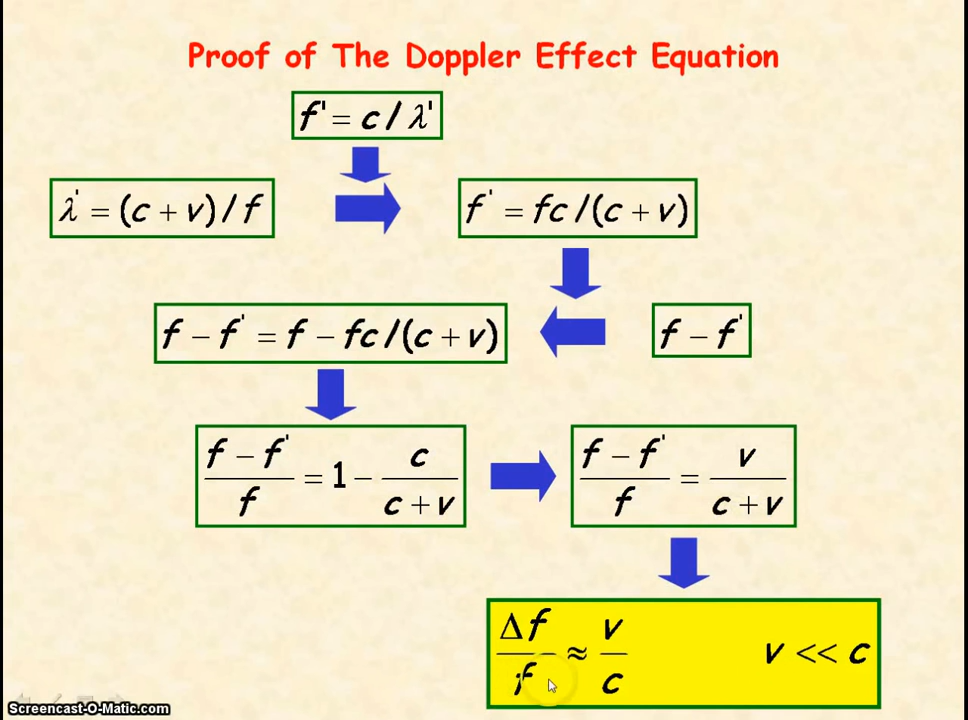 Proof of The Doppler Effect Equation
f' = c / λ'
λ' = (c + v) / f
f' = fc /(c + v)
f − f' = f − fc /(c + v)
f − f'
(f − f')/f = 1 − c/(c + v)
(f − f')/f = v/(c + v)
Δf/f ≈ v/c v << c
Screencast-O-Matic.com